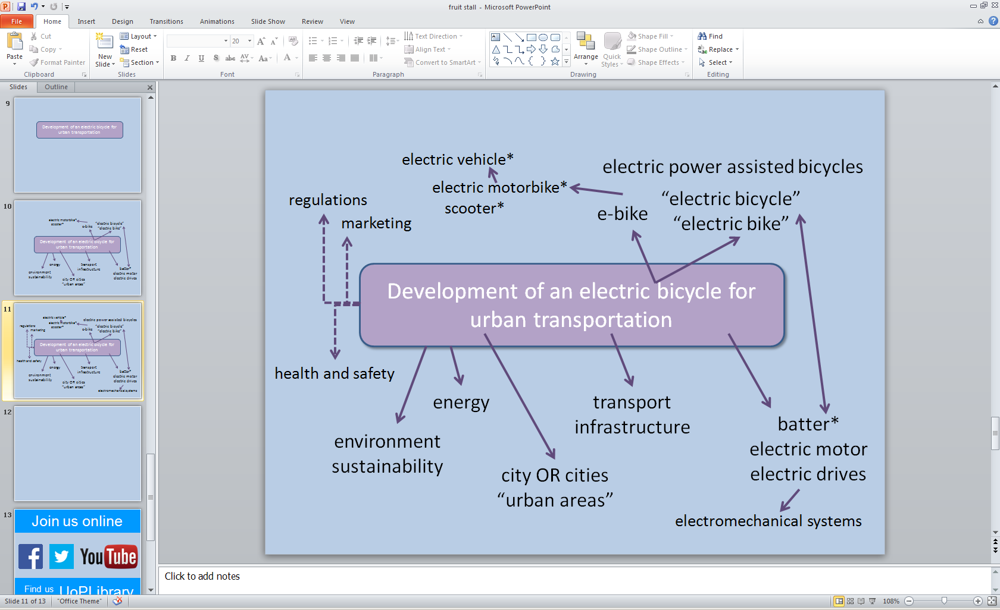 fruit stall - Microsoft PowerPoint
File Home Insert Design Transitions Animations Slide Show Review View
Paste
Cut
Copy
Format Painter
Clipboard
New Slide
Layout
Reset
Section
Slides
20
B I U S abc AV Aa A
Font
Text Direction
Align Text
Convert to SmartArt
Paragraph
Arrange
Quick Styles
Shape Fill
Shape Outline
Shape Effects
Drawing
Find
Replace
Select
Editing
Slides Outline
9
Development of an electric bicycle for
urban transportation
10
electric motorbike*
scooter*
e-bike
"electric bicycle"
"electric bike"
Development of an electric bicycle for
urban transportation
energy
environment
sustainability
city OR cities
"urban areas"
transport
infrastructure
batter*
electric motor
electric drives
11
electric vehicle*
electric motorbike*
scooter*
electric power assisted bicycles
"electric bicycle"
"electric bike"
e-bike
regulations
marketing
Development of an electric bicycle for
urban transportation
health and safety
energy
environment
sustainability
city OR cities
"urban areas"
transport
infrastructure
batter*
electric motor
electric drives
electromechanical systems
12
13
Join us online
f
YouTube
Find us UoPLibrary
electric vehicle*
electric power assisted bicycles
electric motorbike*
scooter*
“electric bicycle”
“electric bike”
e-bike
regulations
marketing
Development of an electric bicycle for
urban transportation
health and safety
energy
transport
infrastructure
environment
sustainability
batter*
electric motor
electric drives
city OR cities
“urban areas”
electromechanical systems
Click to add notes
Slide 11 of 13 "Office Theme" 108%